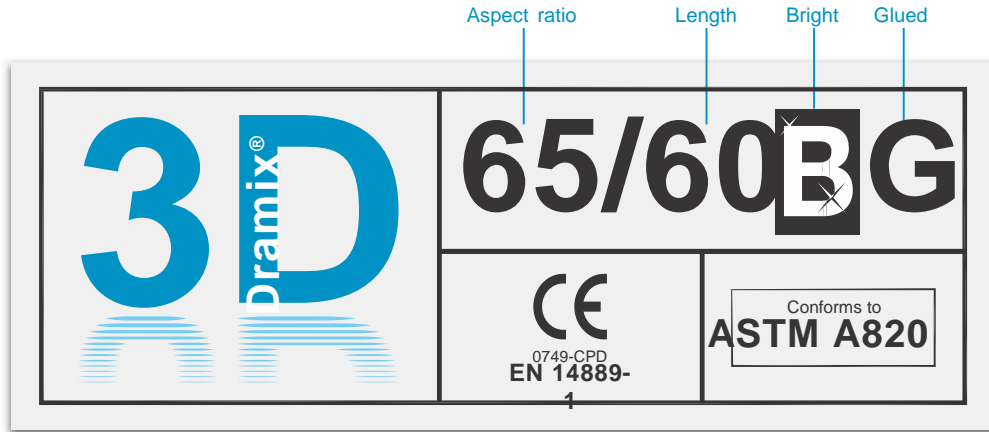 Aspect ratio Length Bright Glued
3D
Dramix®
65/60BG
CE
0749-CPD
EN 14889-
1
Conforms to
ASTM A820